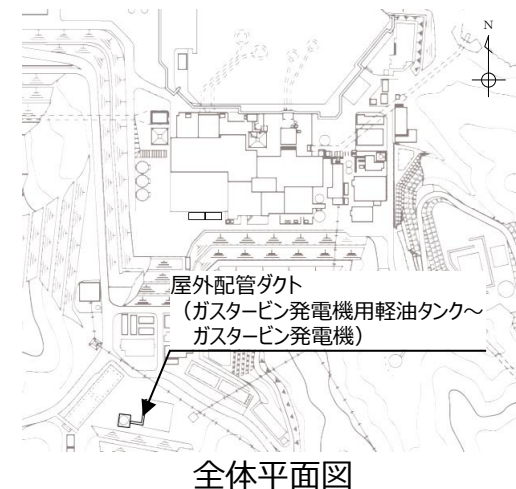 N
屋外配管ダクト
（ガスタービン発電機用軽油タンク～
ガスタービン発電機）
全体平面図